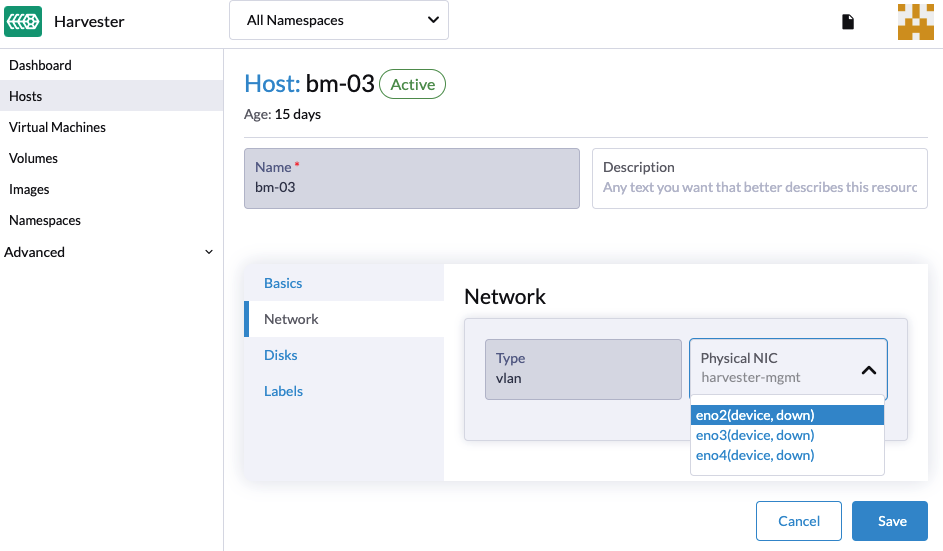 Harvester
All Namespaces
Dashboard
Hosts
Virtual Machines
Volumes
Images
Namespaces
Advanced
Host: bm-03 Active
Age: 15 days
Name *
bm-03
Description
Any text you want that better describes this resourc
Basics
Network
Disks
Labels
Network
Type
vlan
Physical NIC
harvester-mgmt
eno2(device, down)
eno3(device, down)
eno4(device, down)
Cancel
Save